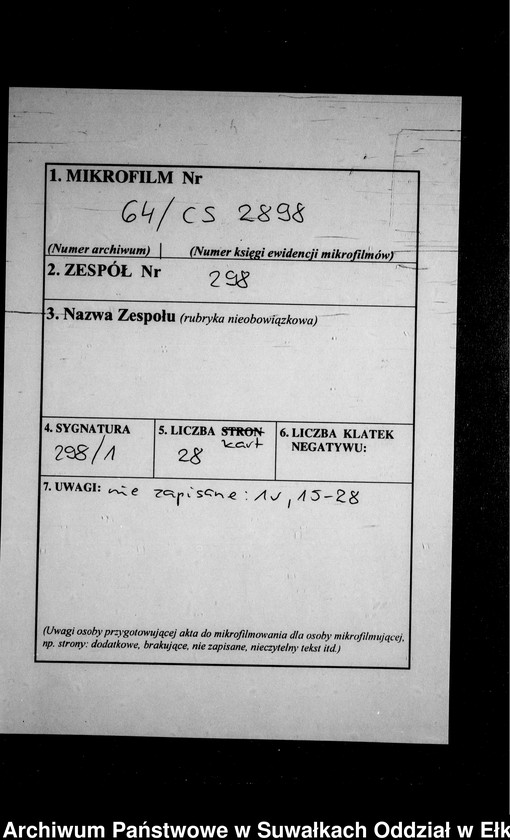 1. MIKROFILM Nr
64/CS 2898
(Numer archiwum) | (Numer księgi ewidencji mikrofilmów)
2. ZESPÓŁ Nr 298
3. Nazwa Zespołu (rubryka nieobowiązkowa)
4. SYGNATURA
298/1
5. LICZBA STRON
kart
28
6. LICZBA KLATEK
NEGATYWU:
7. UWAGI: nie zapisane: 1v, 15-28
(Uwagi osoby przygotowującej akta do mikrofilmowania dla osoby mikrofilmującej,
np. strony: dodatkowe, brakujące, nie zapisane, nieczytelny tekst itd.)
Archiwum Państwowe w Suwałkach Oddział w Ełk